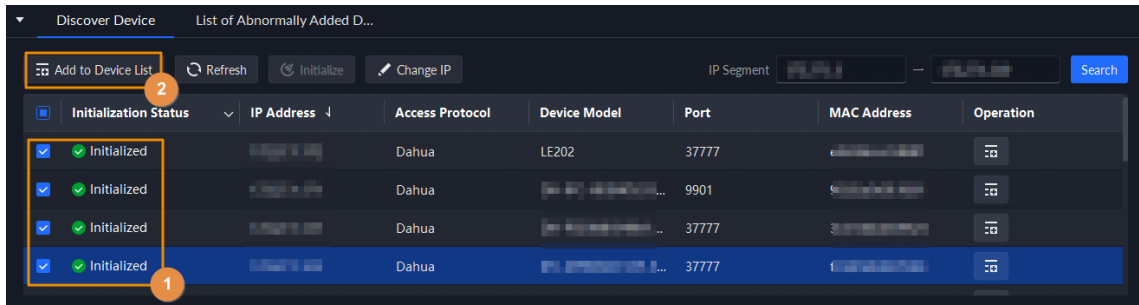 Discover Device List of Abnormally Added D...
Add to Device List Refresh Initialize Change IP IP Segment – Search
2
Initialization Status IP Address Access Protocol Device Model Port MAC Address Operation
Initialized Dahua LE202 37777
Initialized Dahua ... 9901
Initialized Dahua .. 37777
Initialized Dahua ... 37777
1